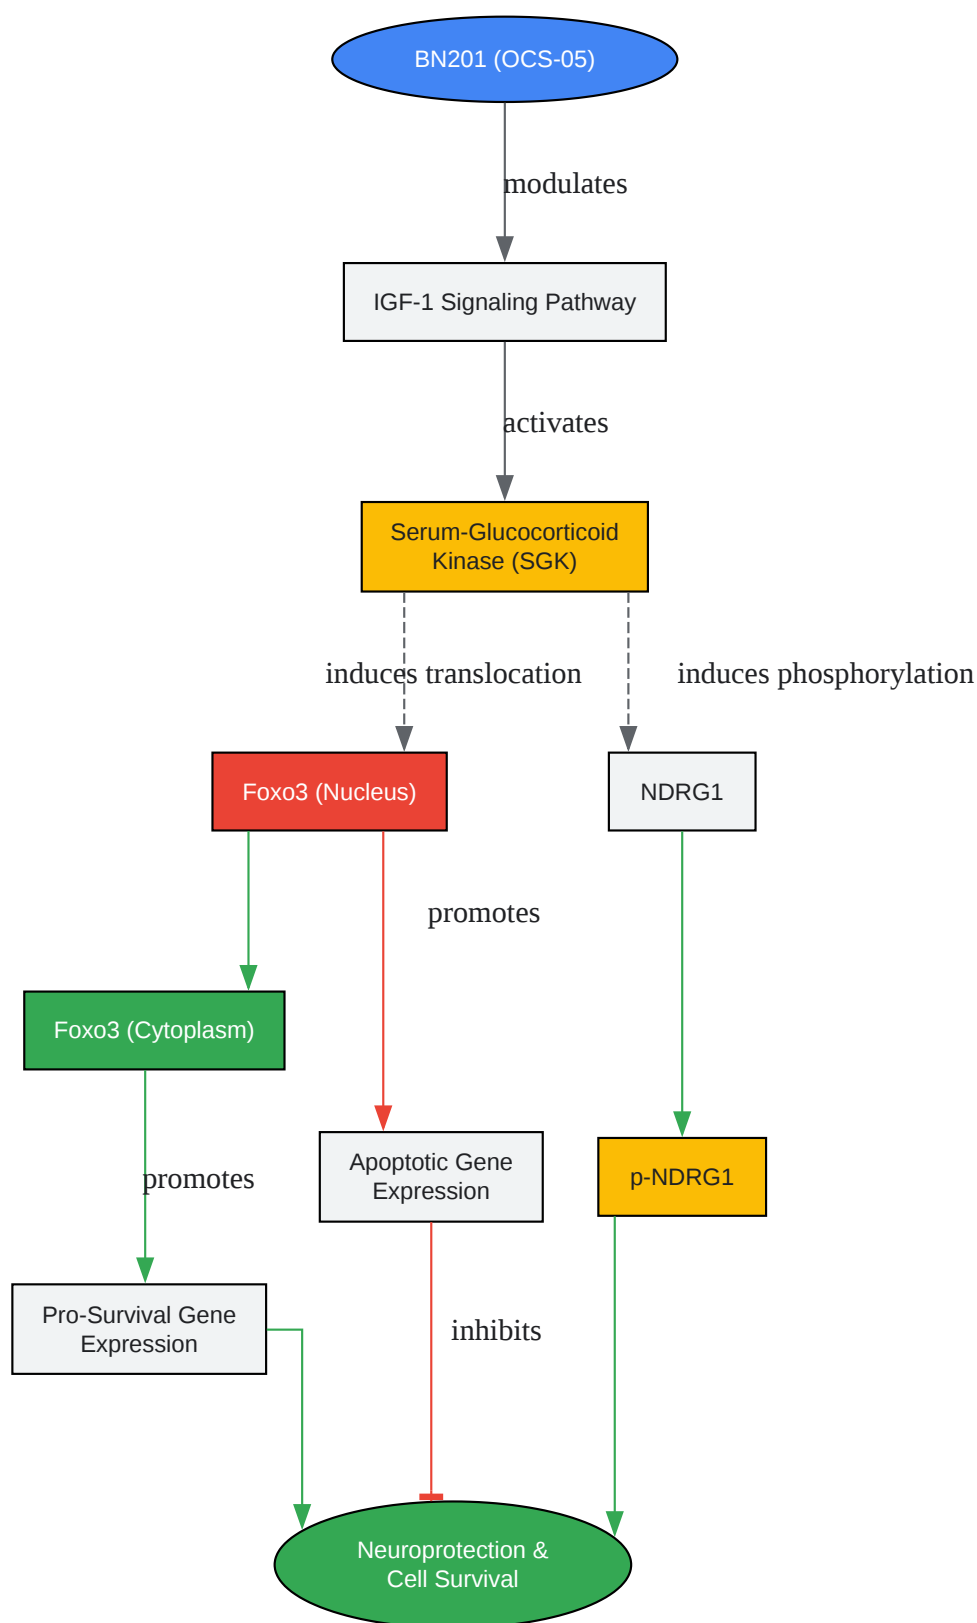 BN201 (OCS-05)
modulates
IGF-1 Signaling Pathway
activates
Serum-Glucocorticoid
Kinase (SGK)
induces translocation
induces phosphorylation
Foxo3 (Nucleus)
NDRG1
promotes
Foxo3 (Cytoplasm)
Apoptotic Gene
Expression
promotes
p-NDRG1
Pro-Survival Gene
Expression
inhibits
Neuroprotection &
Cell Survival